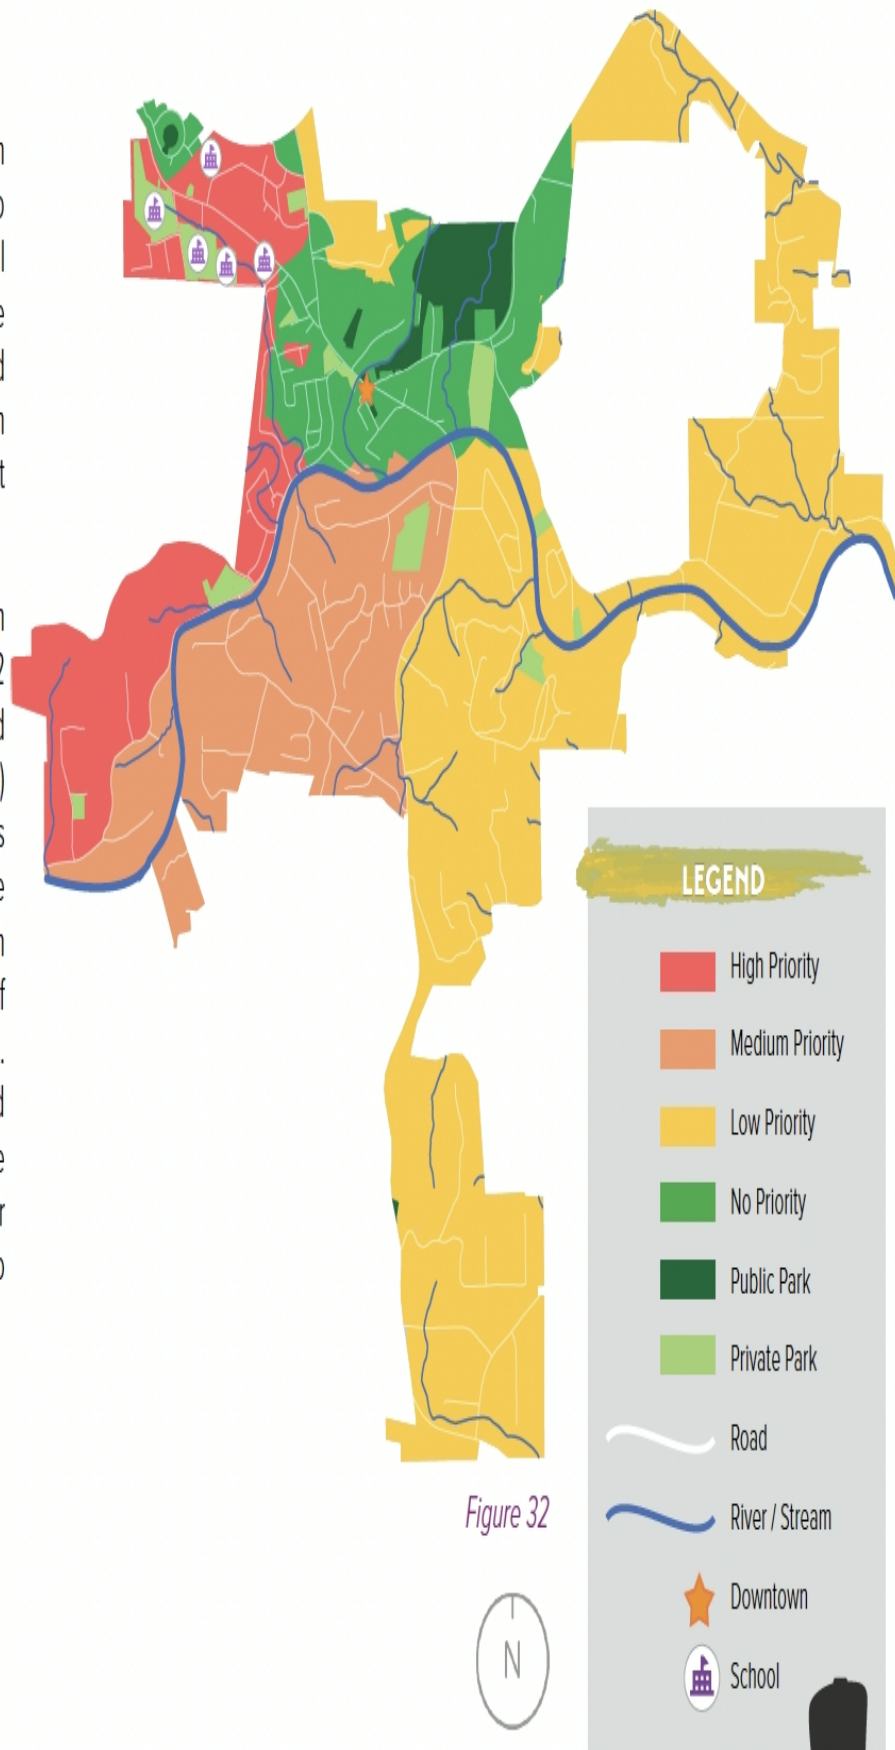 LEGEND
High Priority
Medium Priority
Low Priority
No Priority
Public Park
Private Park
Road
River / Stream
Downtown
School
Figure 32
N